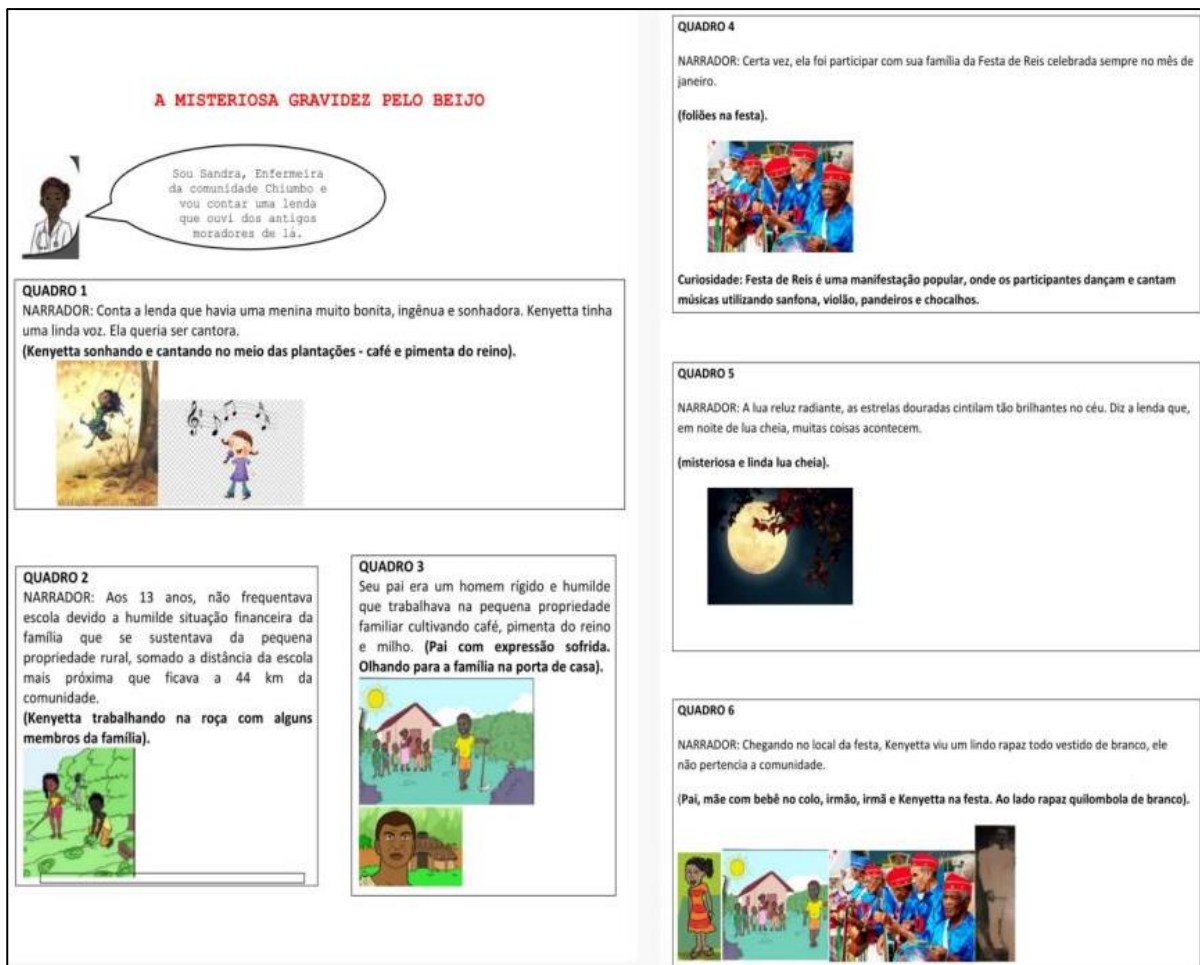 A MISTERIOSA GRAVIDEZ PELO BEIJO
Sou Sandra, Enfermeira
da comunidade Chiumbo e
vou contar uma lenda
que ouvi dos antigos
moradores de lá.
QUADRO 1
NARRADOR: Conta a lenda que havia uma menina muito bonita, ingênua e sonhadora. Kenyetta tinha
uma linda voz. Ela queria ser cantora.
(Kenyetta sonhando e cantando no meio das plantações - café e pimenta do reino).
QUADRO 2
NARRADOR: Aos 13 anos, não frequentava
escola devido a humilde situação financeira da
família que se sustentava da pequena
propriedade rural, somado a distância da escola
mais próxima que ficava a 44 km da
comunidade.
(Kenyetta trabalhando na roça com alguns
membros da família).
QUADRO 3
Seu pai era um homem rígido e humilde
que trabalhava na pequena propriedade
familiar cultivando café, pimenta do reino
e milho. (Pai com expressão sofrida.
Olhando para a família na porta de casa).
QUADRO 4
NARRADOR: Certa vez, ela foi participar com sua família da Festa de Reis celebrada sempre no mês de
janeiro.
(foliões na festa).
Curiosidade: Festa de Reis é uma manifestação popular, onde os participantes dançam e cantam
músicas utilizando sanfona, violão, pandeiros e chocalhos.
QUADRO 5
NARRADOR: A lua reluz radiante, as estrelas douradas cintilam tão brilhantes no céu. Diz a lenda que,
em noite de lua cheia, muitas coisas acontecem.
(misteriosa e linda lua cheia).
QUADRO 6
NARRADOR: Chegando no local da festa, Kenyetta viu um lindo rapaz todo vestido de branco, ele
não pertencia a comunidade.
(Pai, mãe com bebê no colo, irmão, irmã e Kenyetta na festa. Ao lado rapaz quilombola de branco).